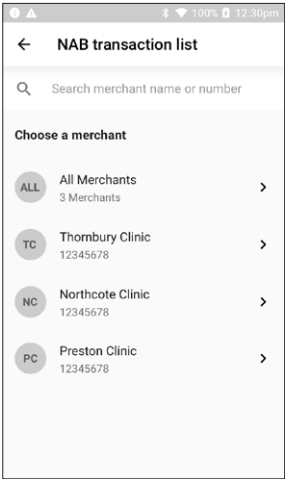 100% 12:30pm
NAB transaction list
Search merchant name or number
Choose a merchant
ALL
All Merchants
3 Merchants
TC
Thornbury Clinic
12345678
NC
Northcote Clinic
12345678
PC
Preston Clinic
12345678